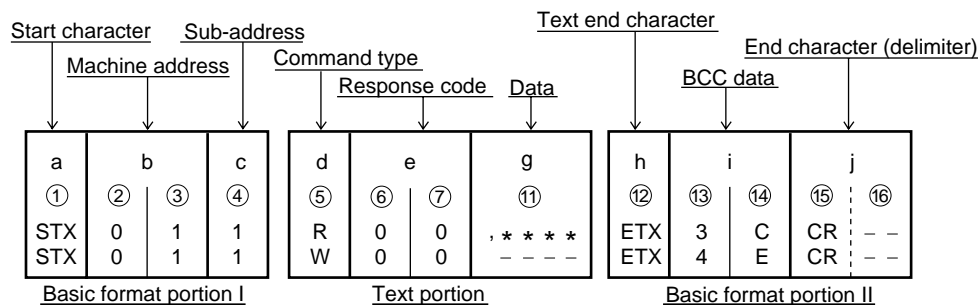 Start character Sub-address Text end character
Machine address Command type End character (delimiter)
Response code Data BCC data
a b c d e g h i j
① ② ③ ④ ⑤ ⑥ ⑦ ⑪ ⑫ ⑬ ⑭ ⑮ ⑯
STX 0 1 1 R 0 0 , * * * * ETX 3 C CR – –
STX 0 1 1 W 0 0 – – – – ETX 4 E CR – –
Basic format portion I Text portion Basic format portion II